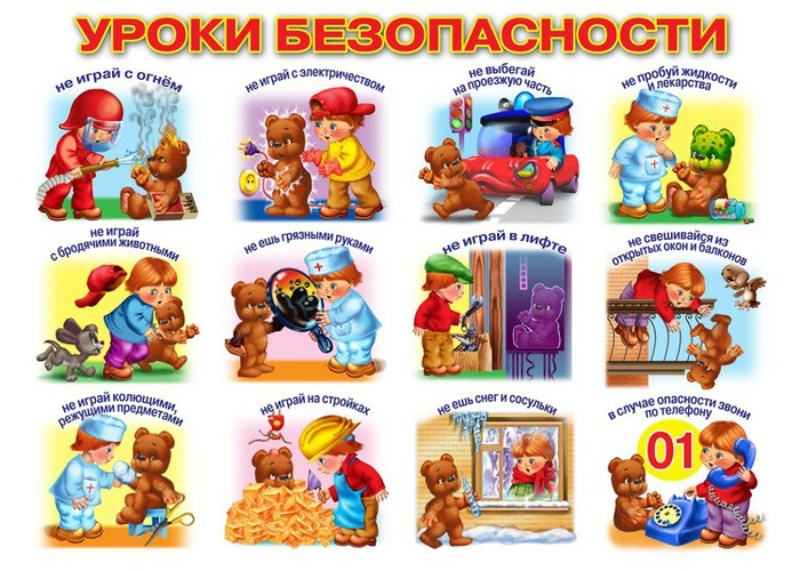 УРОКИ БЕЗОПАСНОСТИ
не играй с огнём
не играй с электричеством
не выбегай
на проезжую часть
не пробуй жидкости
и лекарства
не играй
с бродячими животными
не ешь грязными руками
не играй в лифте
не свешивайся из
открытых окон и балконов
не играй колющими,
режущими предметами
не играй на стройках
не ешь снег и сосульки
в случае опасности звони
по телефону
01